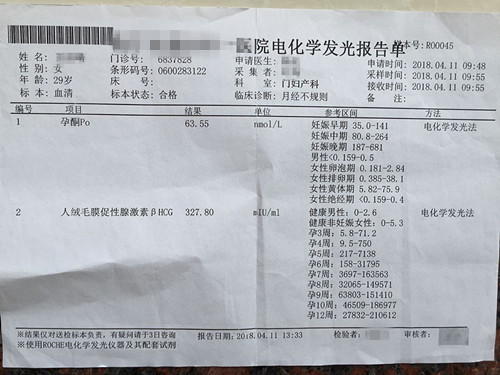 医院电化学发光报告单
本号: R00045
姓 名:
门诊号: 6837828
申请医生:
申请时间: 2018.04.11 09:48
性 别: 女
条形码号: 0600283122
采 集 者:
采样时间: 2018.04.11 09:55
年 龄: 29岁
床 号:
科 室: 门妇产科
接收时间: 2018.04.11 09:55
标 本: 血清
标本状态: 合格
临床诊断: 月经不规则
备 注:
编号 项目 结果 单位 参考区间 方法
1 孕酮Po 63.55 nmol/L 妊娠早期 35.0-141 电化学发光法
妊娠中期 80.8-264
妊娠晚期 187-681
男性<0.159-0.5
女性卵泡期 0.181-2.84
女性排卵期 0.385-38.1
女性黄体期 5.82-75.9
女性绝经期 <0.159-0.4
2 人绒毛膜促性腺激素βHCG 327.80 mIU/ml 健康男性: 0-2.6 电化学发光法
健康非妊娠女性: 0-5.3
孕3周: 5.8-71.2
孕4周: 9.5-750
孕5周: 217-7138
孕6周: 158-31795
孕7周: 3697-163563
孕8周: 32065-149571
孕9周: 63803-151410
孕10周: 46509-186977
孕12周: 27832-210612
※结果仅对送检标本负责, 有疑问请于3日咨询
报告日期: 2018.04.11 13:33
检验者:
审核者:
※使用ROCHE电化学发光仪器及其配套试剂